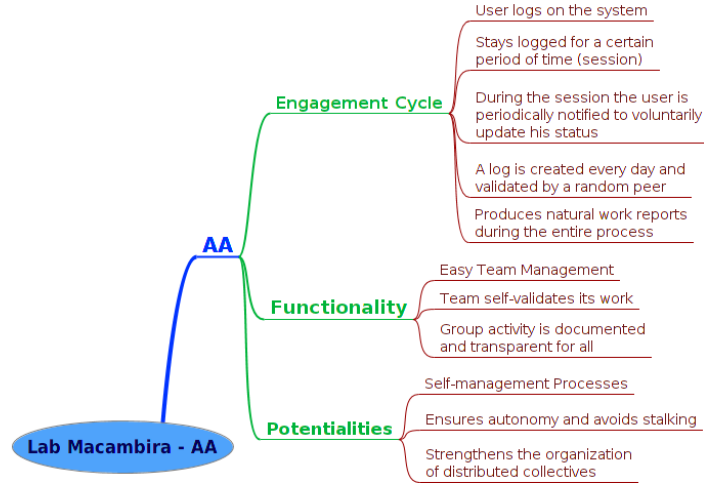 User logs on the system
Stays logged for a certain
period of time (session)
Engagement Cycle
During the session the user is
periodically notified to voluntarily
update his status
A log is created every day and
validated by a random peer
Produces natural work reports
during the entire process
AA
Easy Team Management
Functionality
Team self-validates its work
Group activity is documented
and transparent for all
Self-management Processes
Potentialities
Ensures autonomy and avoids stalking
Strengthens the organization
of distributed collectives
Lab Macambira - AA